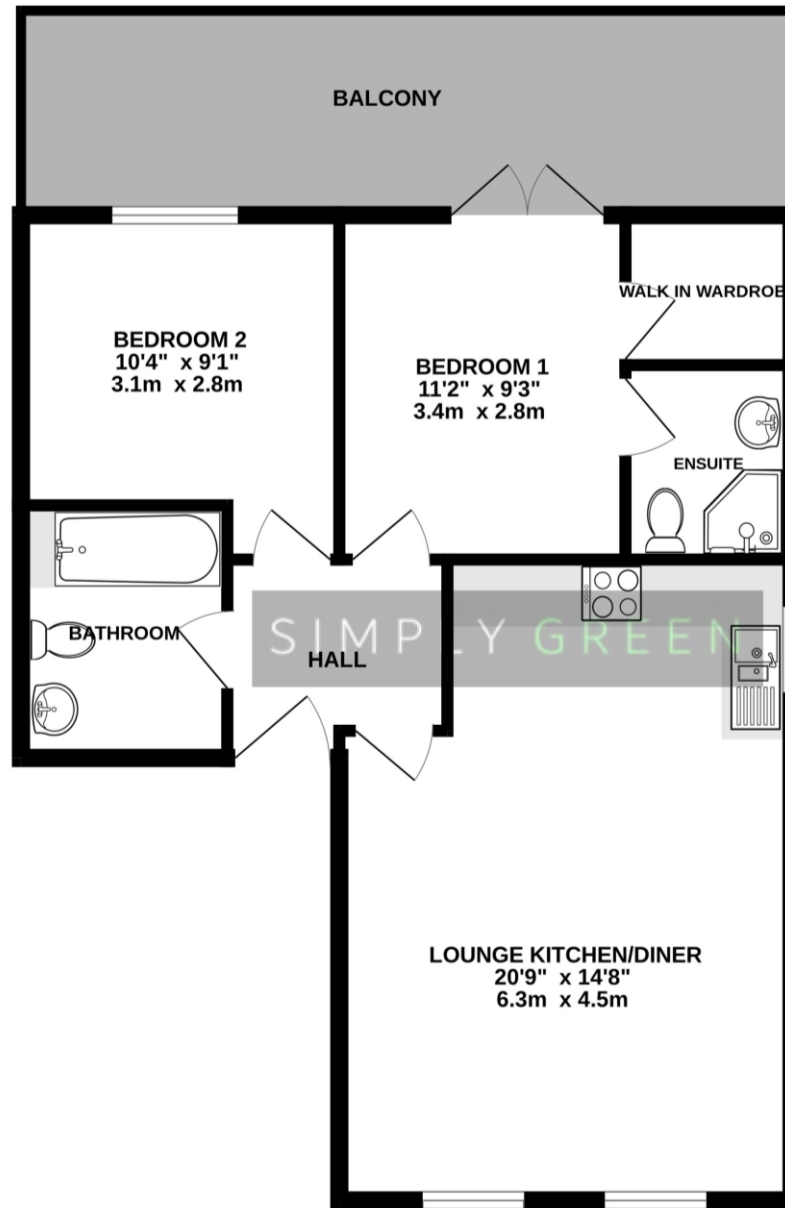 BALCONY
BEDROOM 2
10'4" x 9'1"
3.1m x 2.8m
BEDROOM 1
11'2" x 9'3"
3.4m x 2.8m
WALK IN WARDROB
ENSUITE
BATHROOM
SIMPLY GREEN
HALL
LOUNGE KITCHEN/DINER
20'9" x 14'8"
6.3m x 4.5m